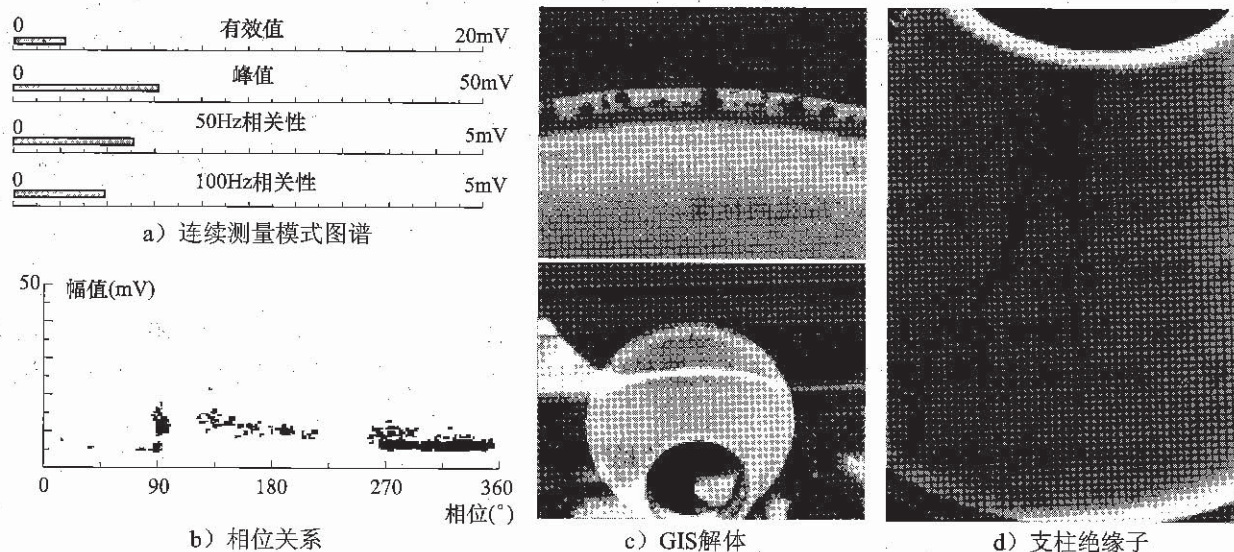 0 有效值 20mV
0 峰值 50mV
0 50Hz相关性 5mV
0 100Hz相关性 5mV
a）连续测量模式图谱
50 幅值(mV)
0 90 180 270 360
相位(°)
b）相位关系
c）GIS解体
d）支柱绝缘子